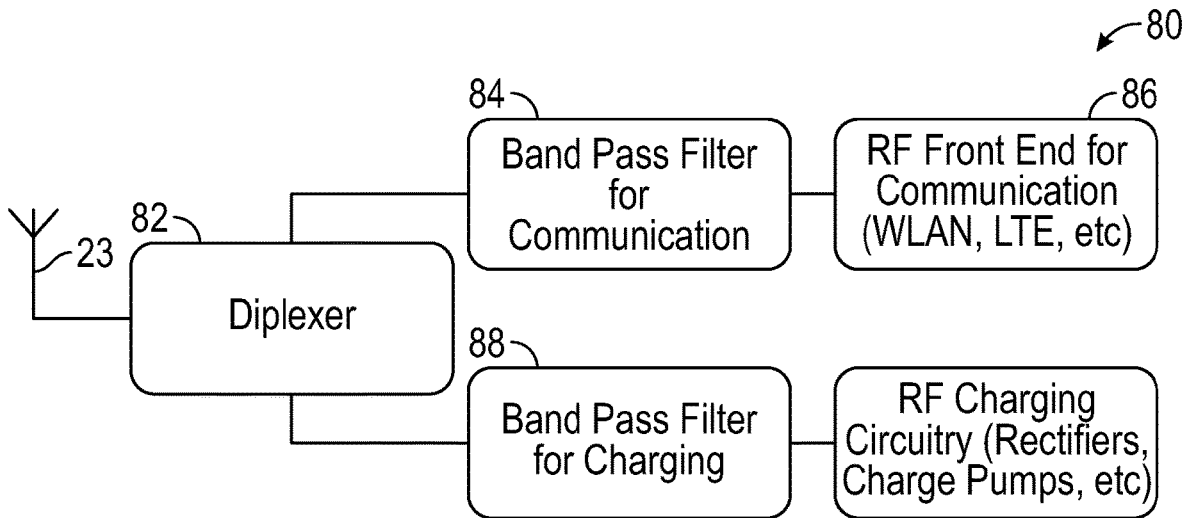 80
84
86
Band Pass Filter
for
Communication
RF Front End for
Communication
(WLAN, LTE, etc)
82
23
Diplexer
88
Band Pass Filter
for Charging
RF Charging
Circuitry (Rectifiers,
Charge Pumps, etc)